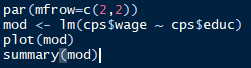 par(mfrow=c(2,2))
mod <- lm(cps$wage ~ cps$educ)
plot(mod)
summary(mod)